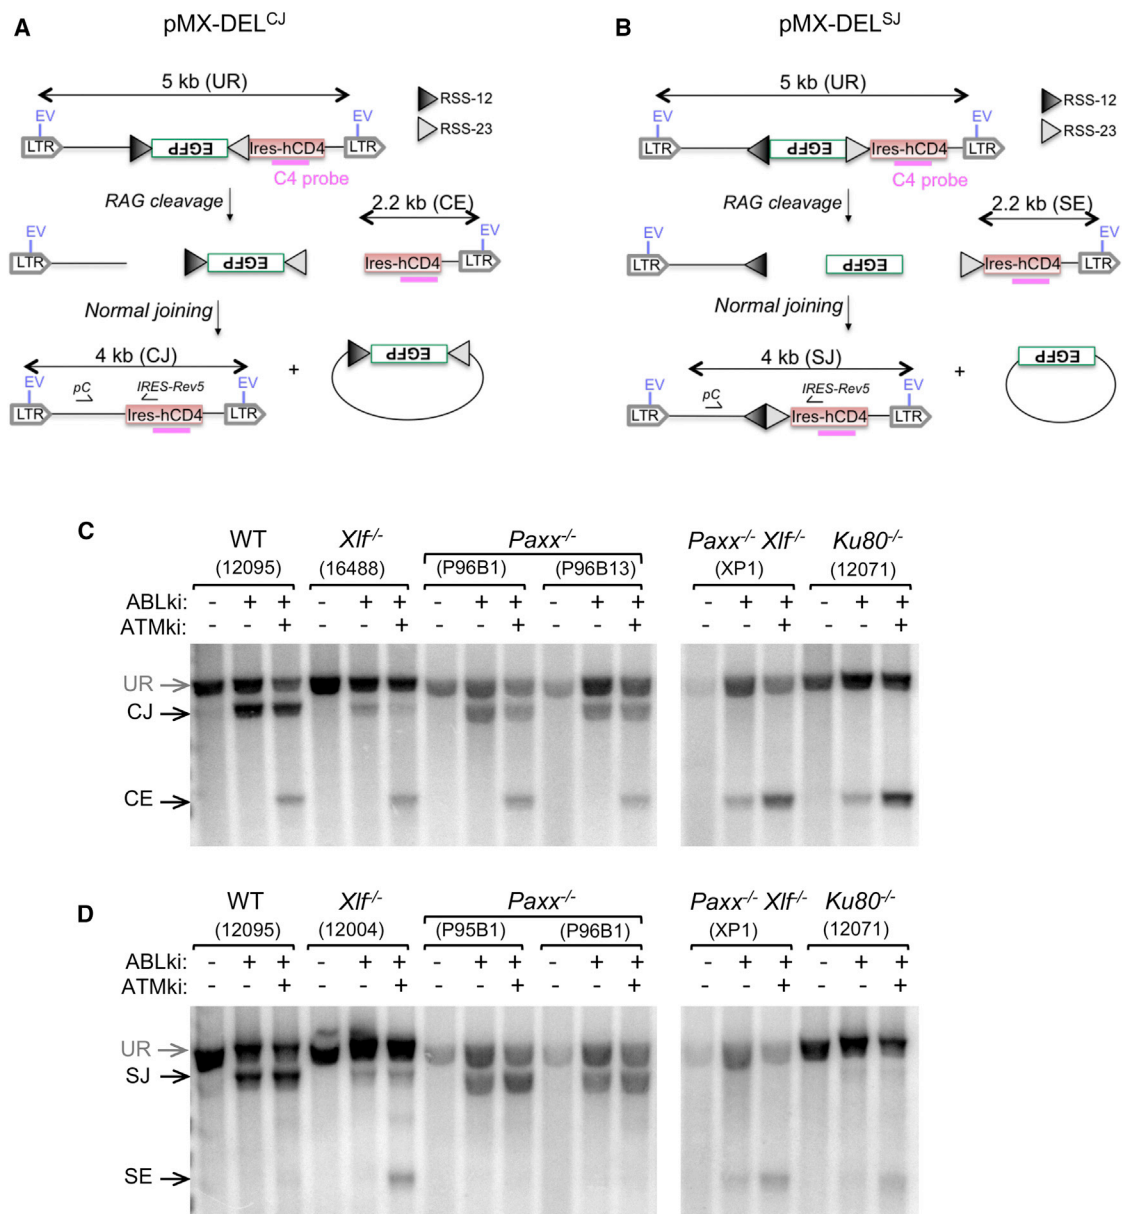 A
pMX-DELCJ
5 kb (UR)
EV
EV
RSS-12
RSS-23
LTR
EGFP
Ires-hCD4
LTR
C4 probe
RAG cleavage
2.2 kb (CE)
EV
EV
LTR
EGFP
Ires-hCD4
LTR
Normal joining
4 kb (CJ)
+
EGFP
EV
pC
IRES-Rev5
EV
LTR
Ires-hCD4
LTR
B
pMX-DELSJ
5 kb (UR)
EV
EV
RSS-12
RSS-23
LTR
EGFP
Ires-hCD4
LTR
C4 probe
RAG cleavage
2.2 kb (SE)
EV
EV
LTR
EGFP
Ires-hCD4
LTR
Normal joining
4 kb (SJ)
+
EGFP
EV
pC
IRES-Rev5
EV
LTR
Ires-hCD4
LTR
C
WT Xlf-/- Paxx-/- Paxx-/- Xlf-/- Ku80-/-
(12095) (16488) (P96B1) (P96B13) (XP1) (12071)
ABLki: - + + - + + - + + - + + - + + - + +
ATMki: - - + - - + - - + - - + - - + - - +
UR
CJ
CE
D
WT Xlf-/- Paxx-/- Paxx-/- Xlf-/- Ku80-/-
(12095) (12004) (P95B1) (P96B1) (XP1) (12071)
ABLki: - + + - + + - + + - + + - + + - + +
ATMki: - - + - - + - - + - - + - - + - - +
UR
SJ
SE